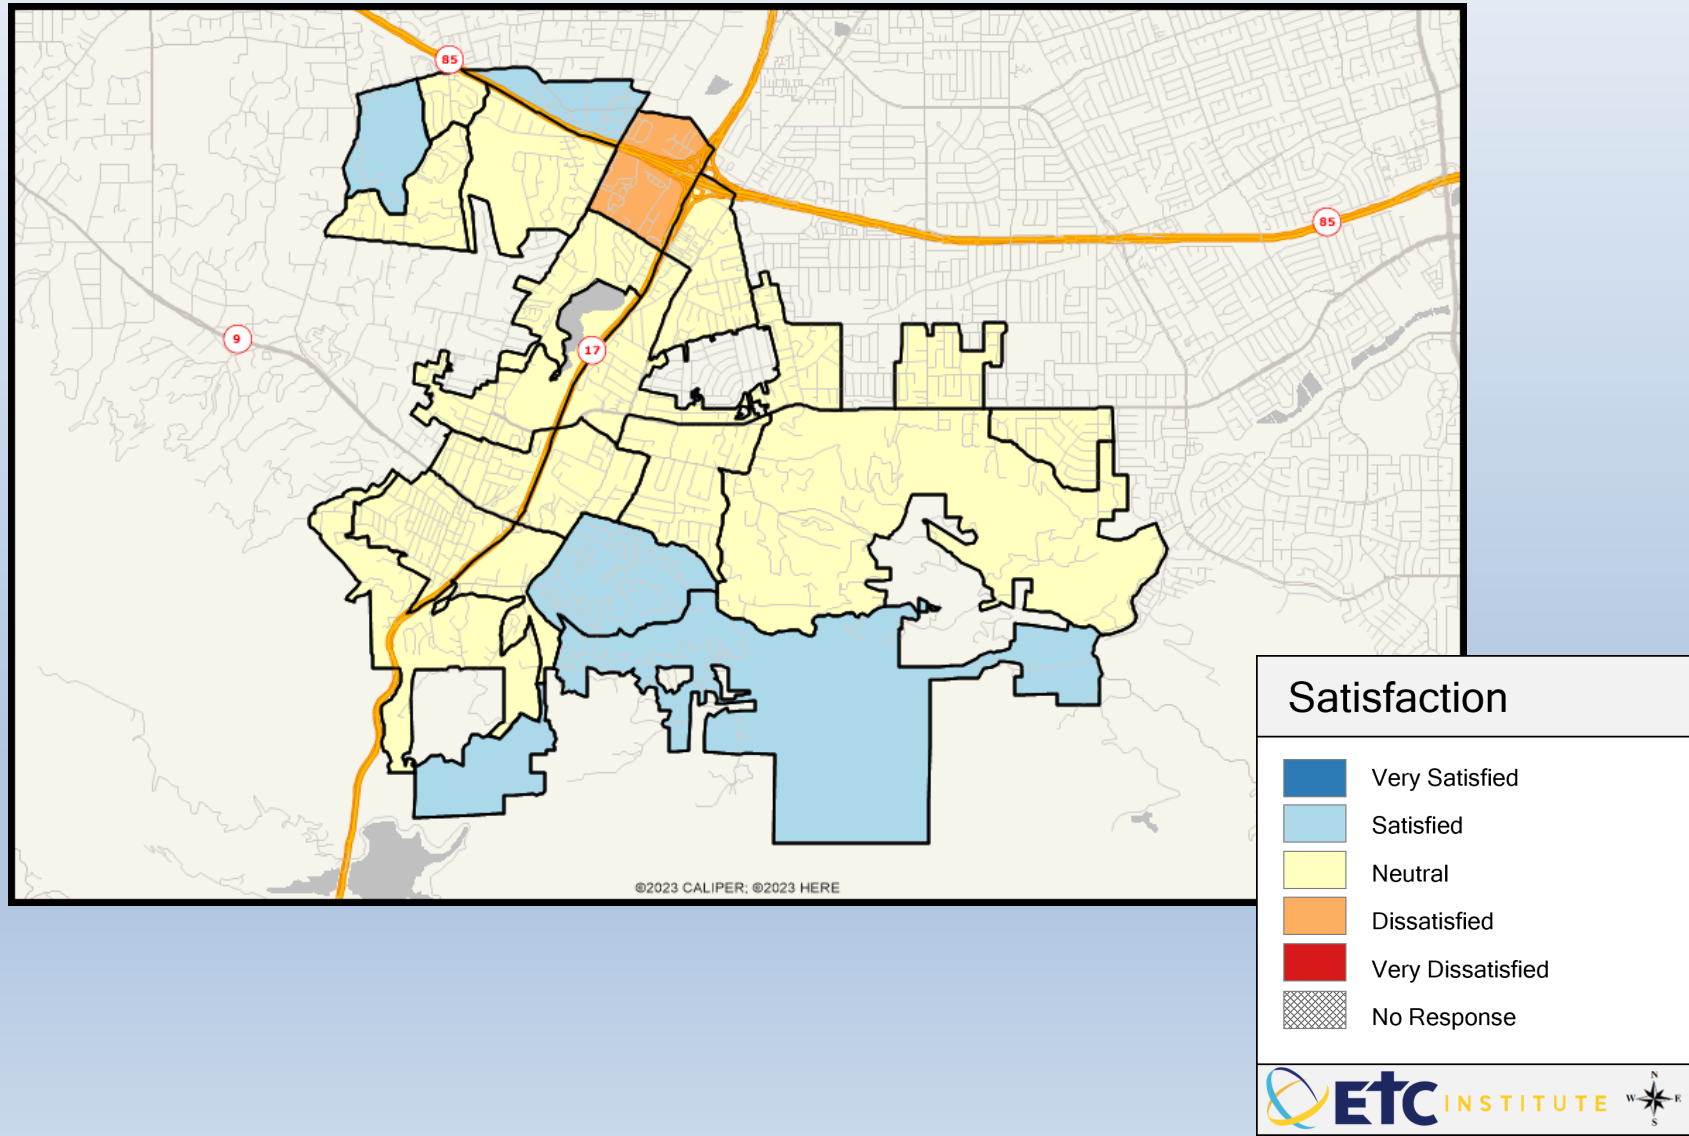 85
85
9
17
©2023 CALIPER; ©2023 HERE
Satisfaction
Very Satisfied
Satisfied
Neutral
Dissatisfied
Very Dissatisfied
No Response
ETC INSTITUTE
N
W E
S